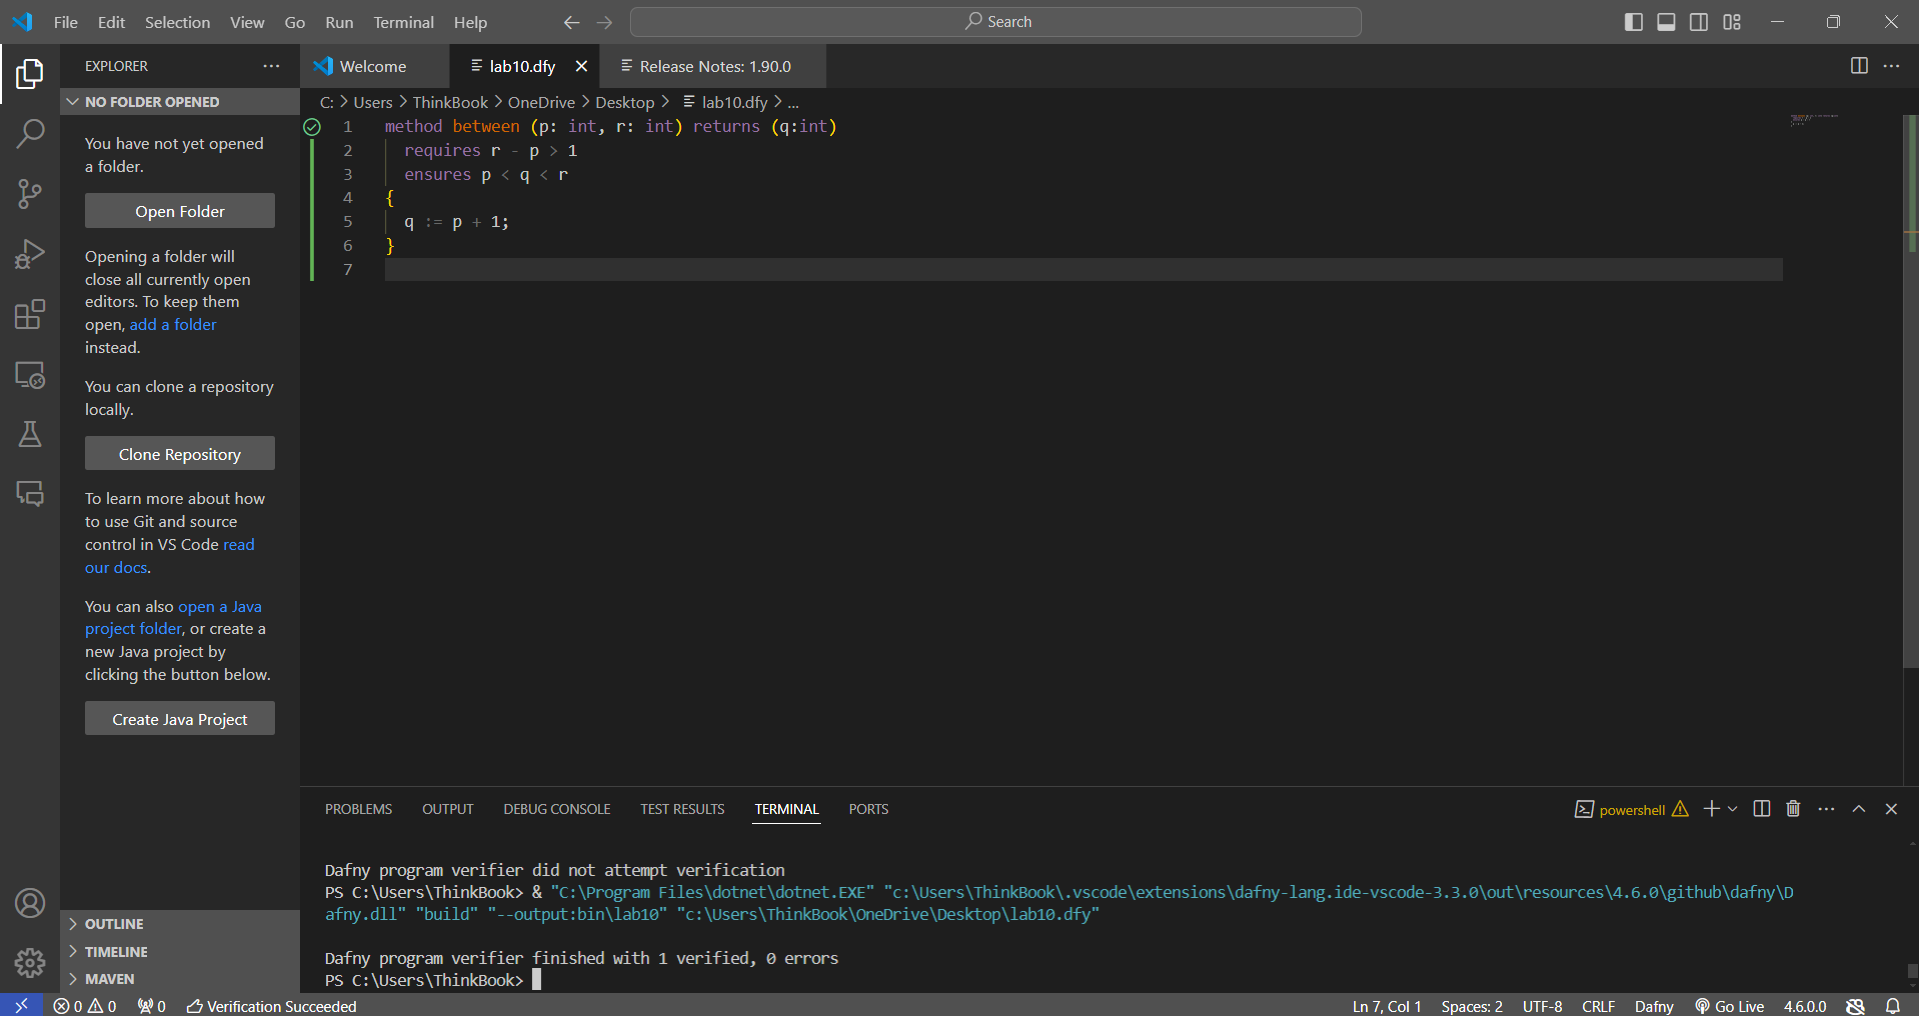 File Edit Selection View Go Run Terminal Help
Search
EXPLORER
NO FOLDER OPENED
You have not yet opened
a folder.
Open Folder
Opening a folder will
close all currently open
editors. To keep them
open, add a folder
instead.
You can clone a repository
locally.
Clone Repository
To learn more about how
to use Git and source
control in VS Code read
our docs.
You can also open a Java
project folder, or create a
new Java project by
clicking the button below.
Create Java Project
OUTLINE
TIMELINE
MAVEN
Welcome lab10.dfy Release Notes: 1.90.0
C: > Users > ThinkBook > OneDrive > Desktop > lab10.dfy > ...
1 method between (p: int, r: int) returns (q:int)
2 requires r - p > 1
3 ensures p < q < r
4 {
5 q := p + 1;
6 }
7
PROBLEMS OUTPUT DEBUG CONSOLE TEST RESULTS TERMINAL PORTS
powershell
Dafny program verifier did not attempt verification
PS C:\Users\ThinkBook> & "C:\Program Files\dotnet\dotnet.EXE" "c:\Users\ThinkBook\.vscode\extensions\dafny-lang.ide-vscode-3.3.0\out\resources\4.6.0\github\dafny\D
afny.dll" "build" "--output:bin\lab10" "c:\Users\ThinkBook\OneDrive\Desktop\lab10.dfy"
Dafny program verifier finished with 1 verified, 0 errors
PS C:\Users\ThinkBook>
0 0 0 Verification Succeeded Ln 7, Col 1 Spaces: 2 UTF-8 CRLF Dafny Go Live 4.6.0.0